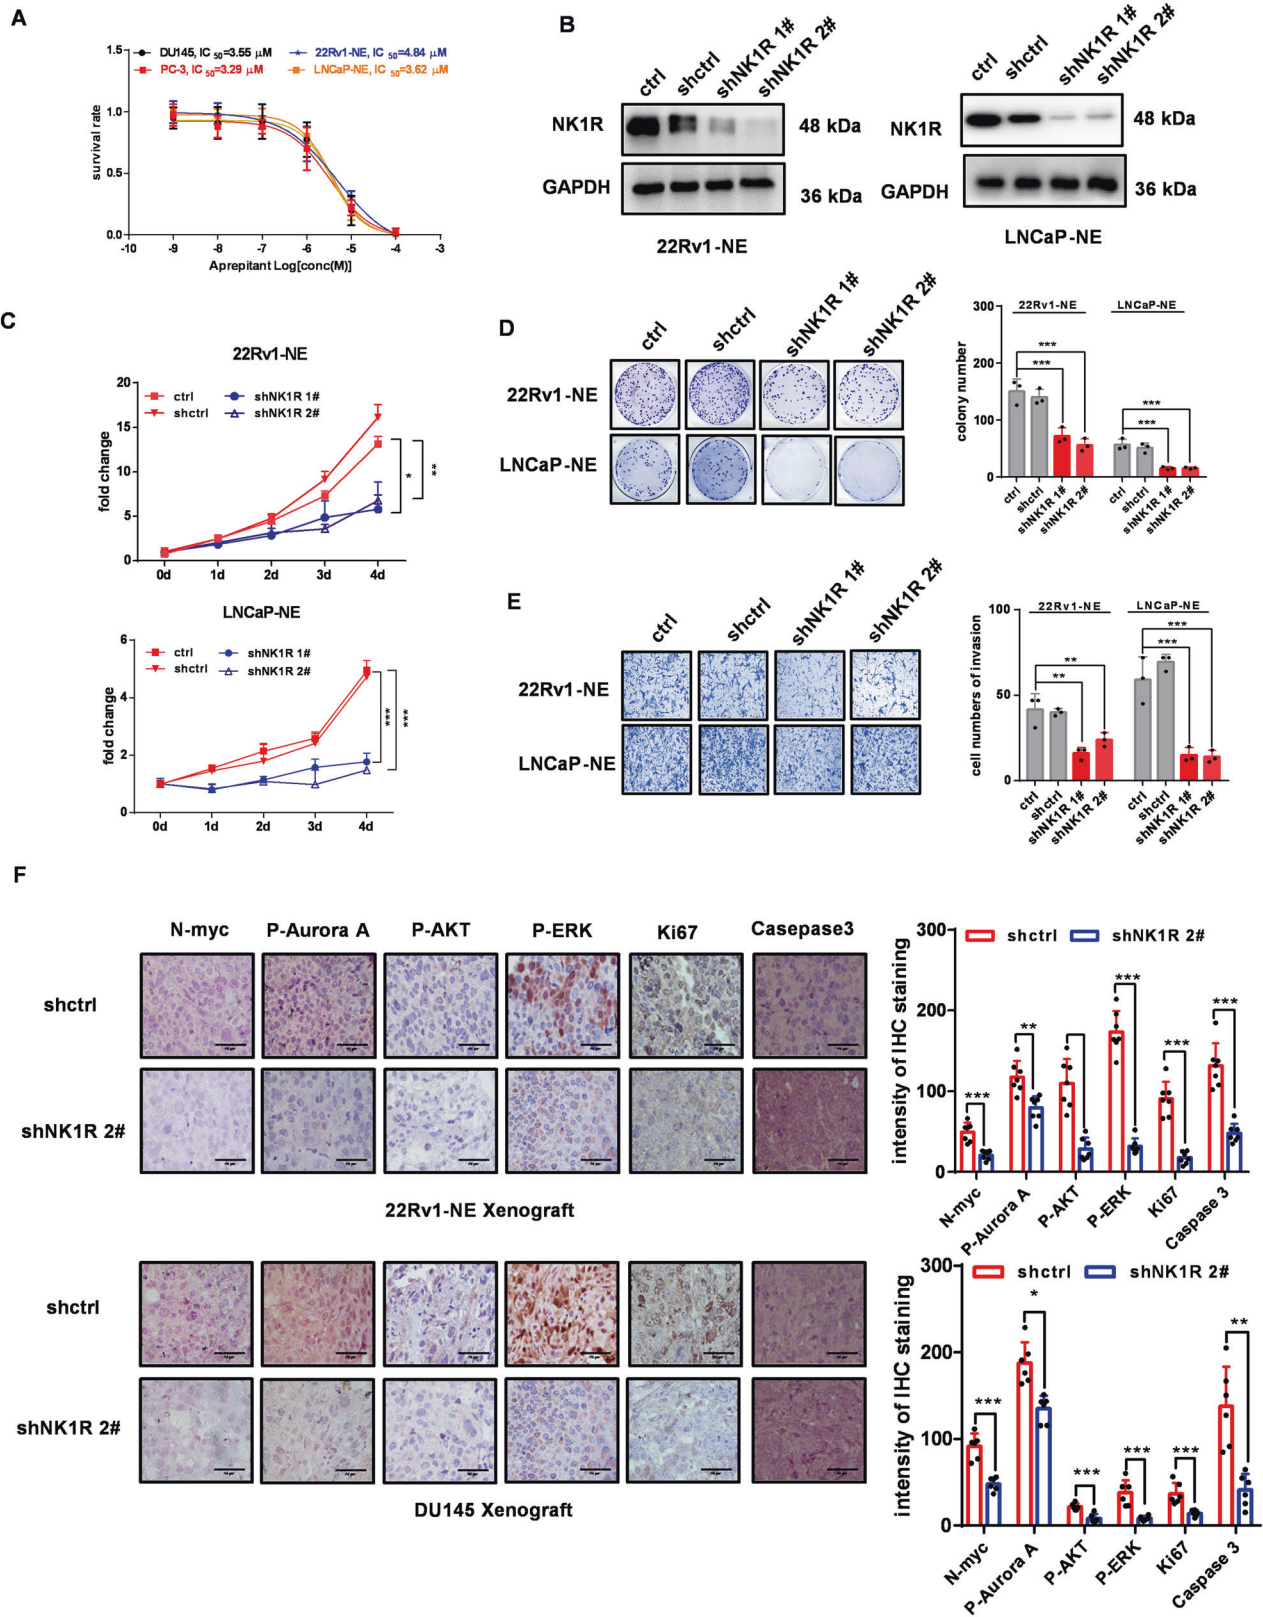 A
1.5
1.0
0.5
0.0
survival rate
DU145, IC 50=3.55 μM
22Rv1-NE, IC 50=4.84 μM
PC-3, IC 50=3.29 μM
LNCaP-NE, IC 50=3.62 μM
-10 -9 -8 -7 -6 -5 -4 -3
Aprepitant Log[conc(M)]
B
ctrl shctrl shNK1R 1# shNK1R 2#
NK1R 48 kDa
GAPDH 36 kDa
22Rv1-NE
ctrl shctrl shNK1R 1# shNK1R 2#
NK1R 48 kDa
GAPDH 36 kDa
LNCaP-NE
C
22Rv1-NE
20
15
10
5
0
fold change
ctrl shNK1R 1#
shctrl shNK1R 2#
* **
0d 1d 2d 3d 4d
LNCaP-NE
6
4
2
0
fold change
ctrl shNK1R 1#
shctrl shNK1R 2#
*** ***
0d 1d 2d 3d 4d
D
ctrl shctrl shNK1R 1# shNK1R 2#
22Rv1-NE
LNCaP-NE
300
200
100
0
colony number
22Rv1-NE LNCaP-NE
***
***
***
***
ctrl shctrl shNK1R 1# shNK1R 2# ctrl shctrl shNK1R 1# shNK1R 2#
E
ctrl shctrl shNK1R 1# shNK1R 2#
22Rv1-NE
LNCaP-NE
100
50
0
cell numbers of invasion
22Rv1-NE LNCaP-NE
**
**
***
***
ctrl shctrl shNK1R 1# shNK1R 2# ctrl shctrl shNK1R 1# shNK1R 2#
F
N-myc P-Aurora A P-AKT P-ERK Ki67 Casepase3
shctrl
shNK1R 2#
22Rv1-NE Xenograft
300
200
100
0
intensity of IHC staining
shctrl shNK1R 2#
*** ** *** *** ***
N-myc P-Aurora A P-AKT P-ERK Ki67 Caspase 3
shctrl
shNK1R 2#
DU145 Xenograft
300
200
100
0
intensity of IHC staining
shctrl shNK1R 2#
*** * *** *** *** **
N-myc P-Aurora A P-AKT P-ERK Ki67 Caspase 3